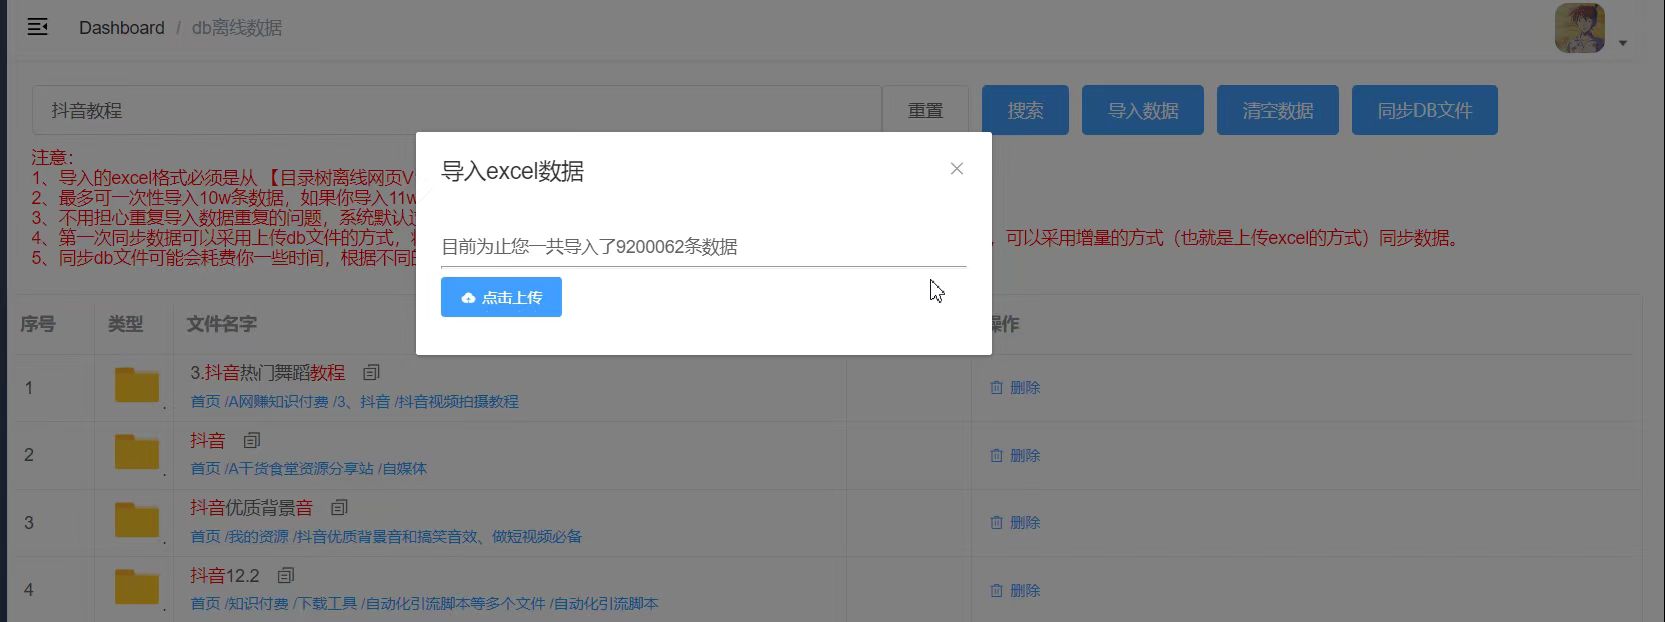 Dashboard / db离线数据
抖音教程 重置 搜索 导入数据 清空数据 同步DB文件
注意：
1、导入的excel格式必须是从 【目录树离线网页V
2、最多可一次性导入10w条数据，如果你导入11w
3、不用担心重复导入数据重复的问题，系统默认
4、第一次同步数据可以采用上传db文件的方式， ，可以采用增量的方式（也就是上传excel的方式）同步数据。
5、同步db文件可能会耗费你一些时间，根据不同
导入excel数据
目前为止您一共导入了9200062条数据
点击上传
序号 类型 文件名字 操作
1 3.抖音热门舞蹈教程 删除
首页 /A网赚知识付费 /3、抖音 /抖音视频拍摄教程
2 抖音 删除
首页 /A干货食堂资源分享站 /自媒体
3 抖音优质背景音 删除
首页 /我的资源 /抖音优质背景音和搞笑音效、做短视频必备
4 抖音12.2 删除
首页 /知识付费 /下载工具 /自动化引流脚本等多个文件 /自动化引流脚本